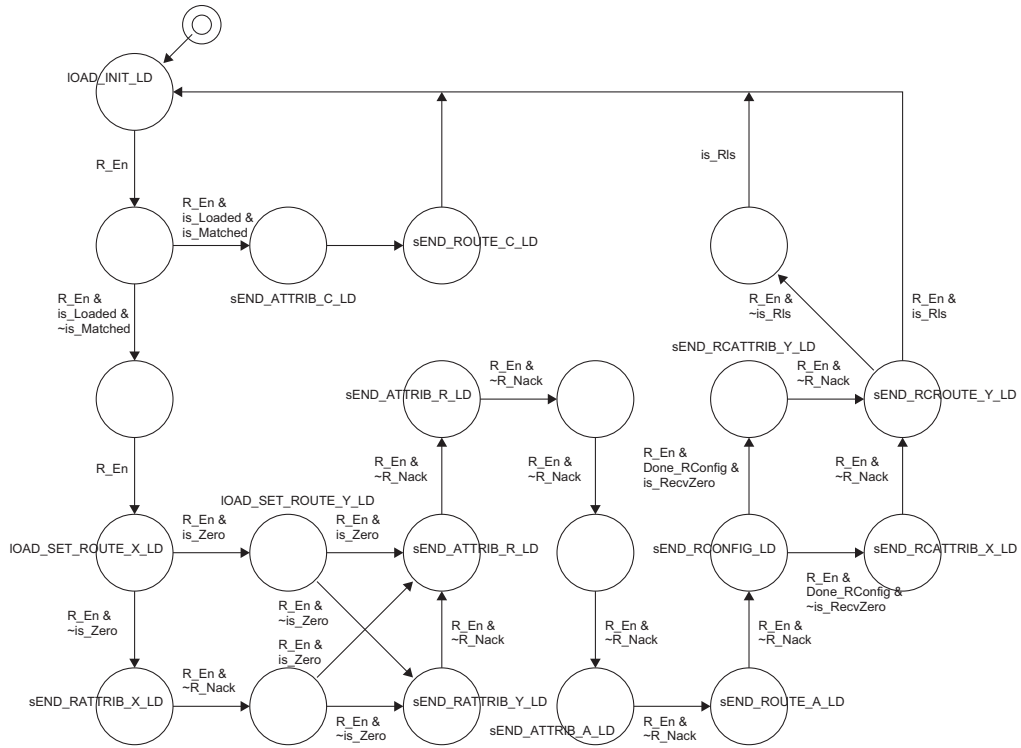 lOAD_INIT_LD
R_En
is_Rls
R_En &
is_Loaded &
is_Matched
sEND_ROUTE_C_LD
sEND_ATTRIB_C_LD
R_En &
is_Loaded &
~is_Matched
R_En &
~is_Rls
R_En &
is_Rls
sEND_RCATTRIB_Y_LD
R_En &
~R_Nack
R_En &
~R_Nack
sEND_ATTRIB_R_LD
sEND_RCROUTE_Y_LD
R_En
R_En &
~R_Nack
R_En &
~R_Nack
R_En &
Done_RConfig &
is_RecvZero
R_En &
~R_Nack
lOAD_SET_ROUTE_Y_LD
R_En &
is_Zero
R_En &
is_Zero
lOAD_SET_ROUTE_X_LD
sEND_ATTRIB_R_LD
sEND_RCONFIG_LD
sEND_RCATTRIB_X_LD
R_En &
Done_RConfig &
~is_RecvZero
R_En &
~is_Zero
R_En &
~is_Zero
R_En &
is_Zero
R_En &
~R_Nack
R_En &
~R_Nack
R_En &
~R_Nack
R_En &
~R_Nack
sEND_RATTRIB_X_LD
sEND_RATTRIB_Y_LD
sEND_ROUTE_A_LD
R_En &
~is_Zero
sEND_ATTRIB_A_LD
R_En &
~R_Nack